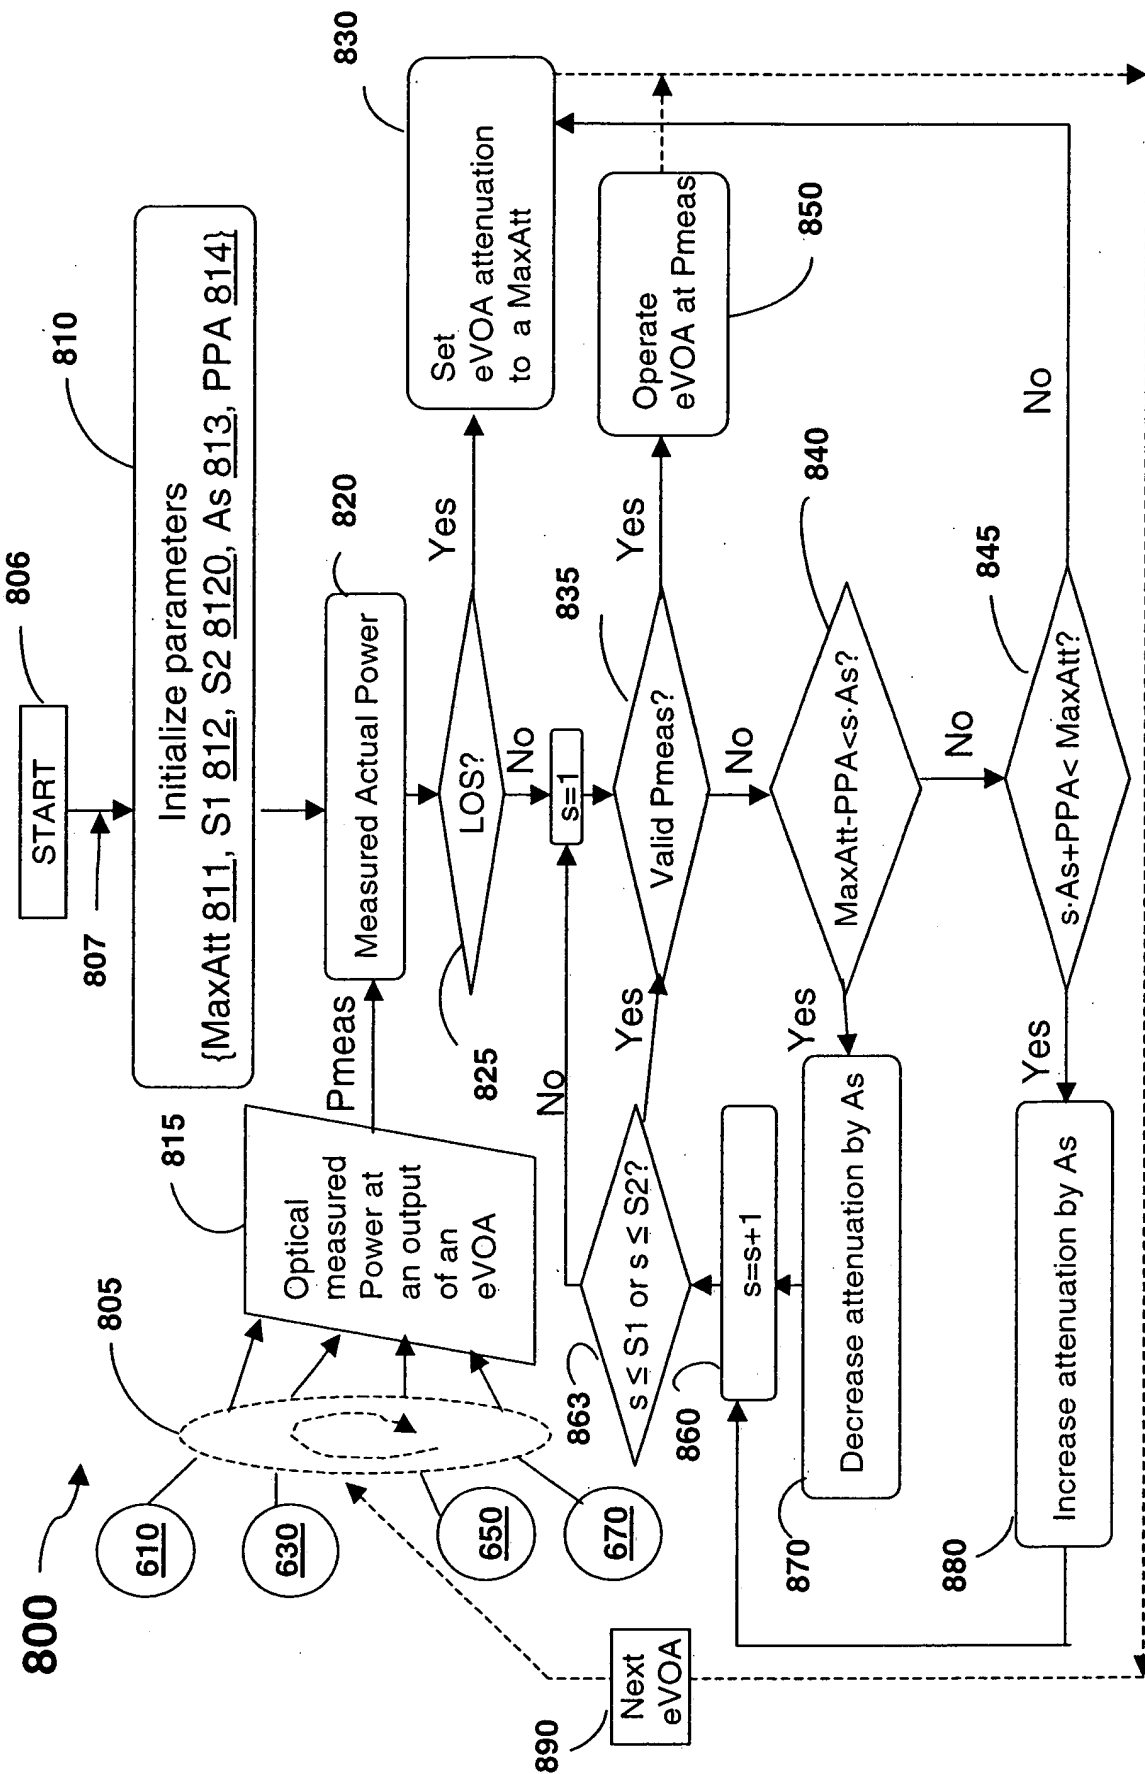 800
START
806
807
Initialize parameters
{MaxAtt 811, S1 812, S2 8120, As 813, PPA 814}
810
805
610
630
650
670
815
Optical
measured
Power at
an output
of an
eVOA
Pmeas
Measured Actual Power
820
LOS?
825
Yes
No
Set
eVOA attenuation
to a MaxAtt
830
s=1
No
Valid Pmeas?
835
Yes
No
Operate
eVOA at Pmeas
850
s ≤ S1 or s ≤ S2?
863
Yes
s=s+1
860
MaxAtt-PPA<s·As?
840
Yes
No
Decrease attenuation by As
870
s·As+PPA< MaxAtt?
845
Yes
No
Increase attenuation by As
880
Next
eVOA
890